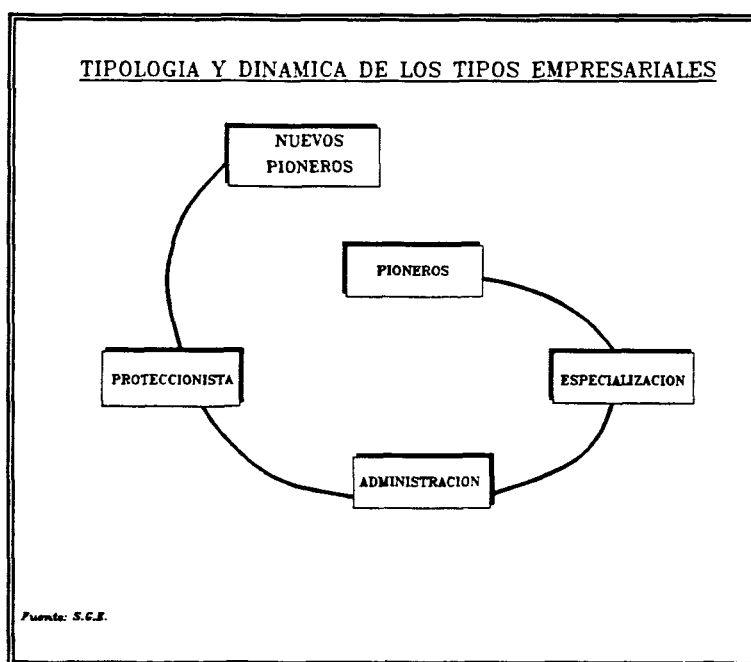 TIPOLOGIA Y DINAMICA DE LOS TIPOS EMPRESARIALES
NUEVOS
PIONEROS
PIONEROS
PROTECCIONISTA
ESPECIALIZACION
ADMINISTRACION
Fuente: S.G.E.